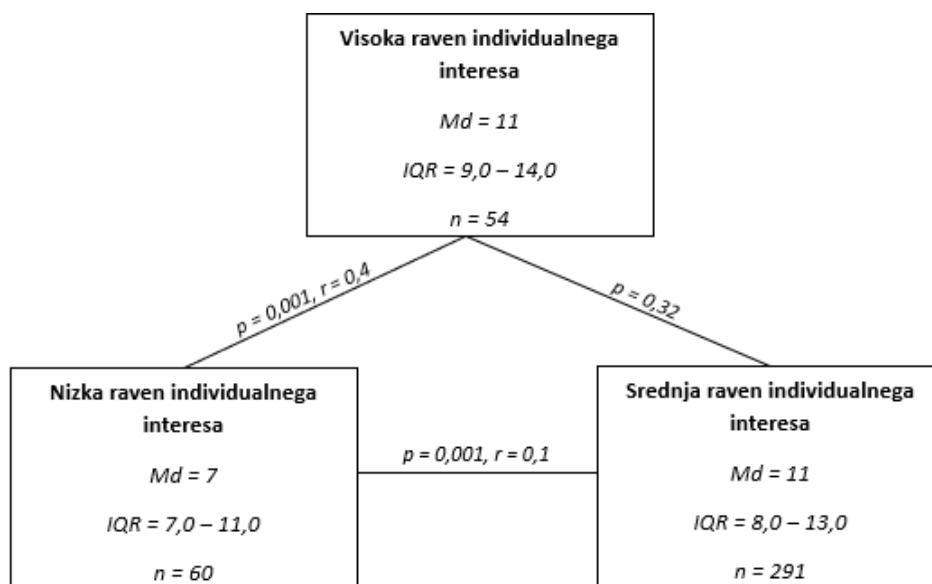 Visoka raven individualnega
interesa
Md = 11
IQR = 9,0 – 14,0
n = 54
p = 0,001, r = 0,4
p = 0,32
Nizka raven individualnega
interesa
Md = 7
IQR = 7,0 – 11,0
n = 60
p = 0,001, r = 0,1
Srednja raven individualnega
interesa
Md = 11
IQR = 8,0 – 13,0
n = 291